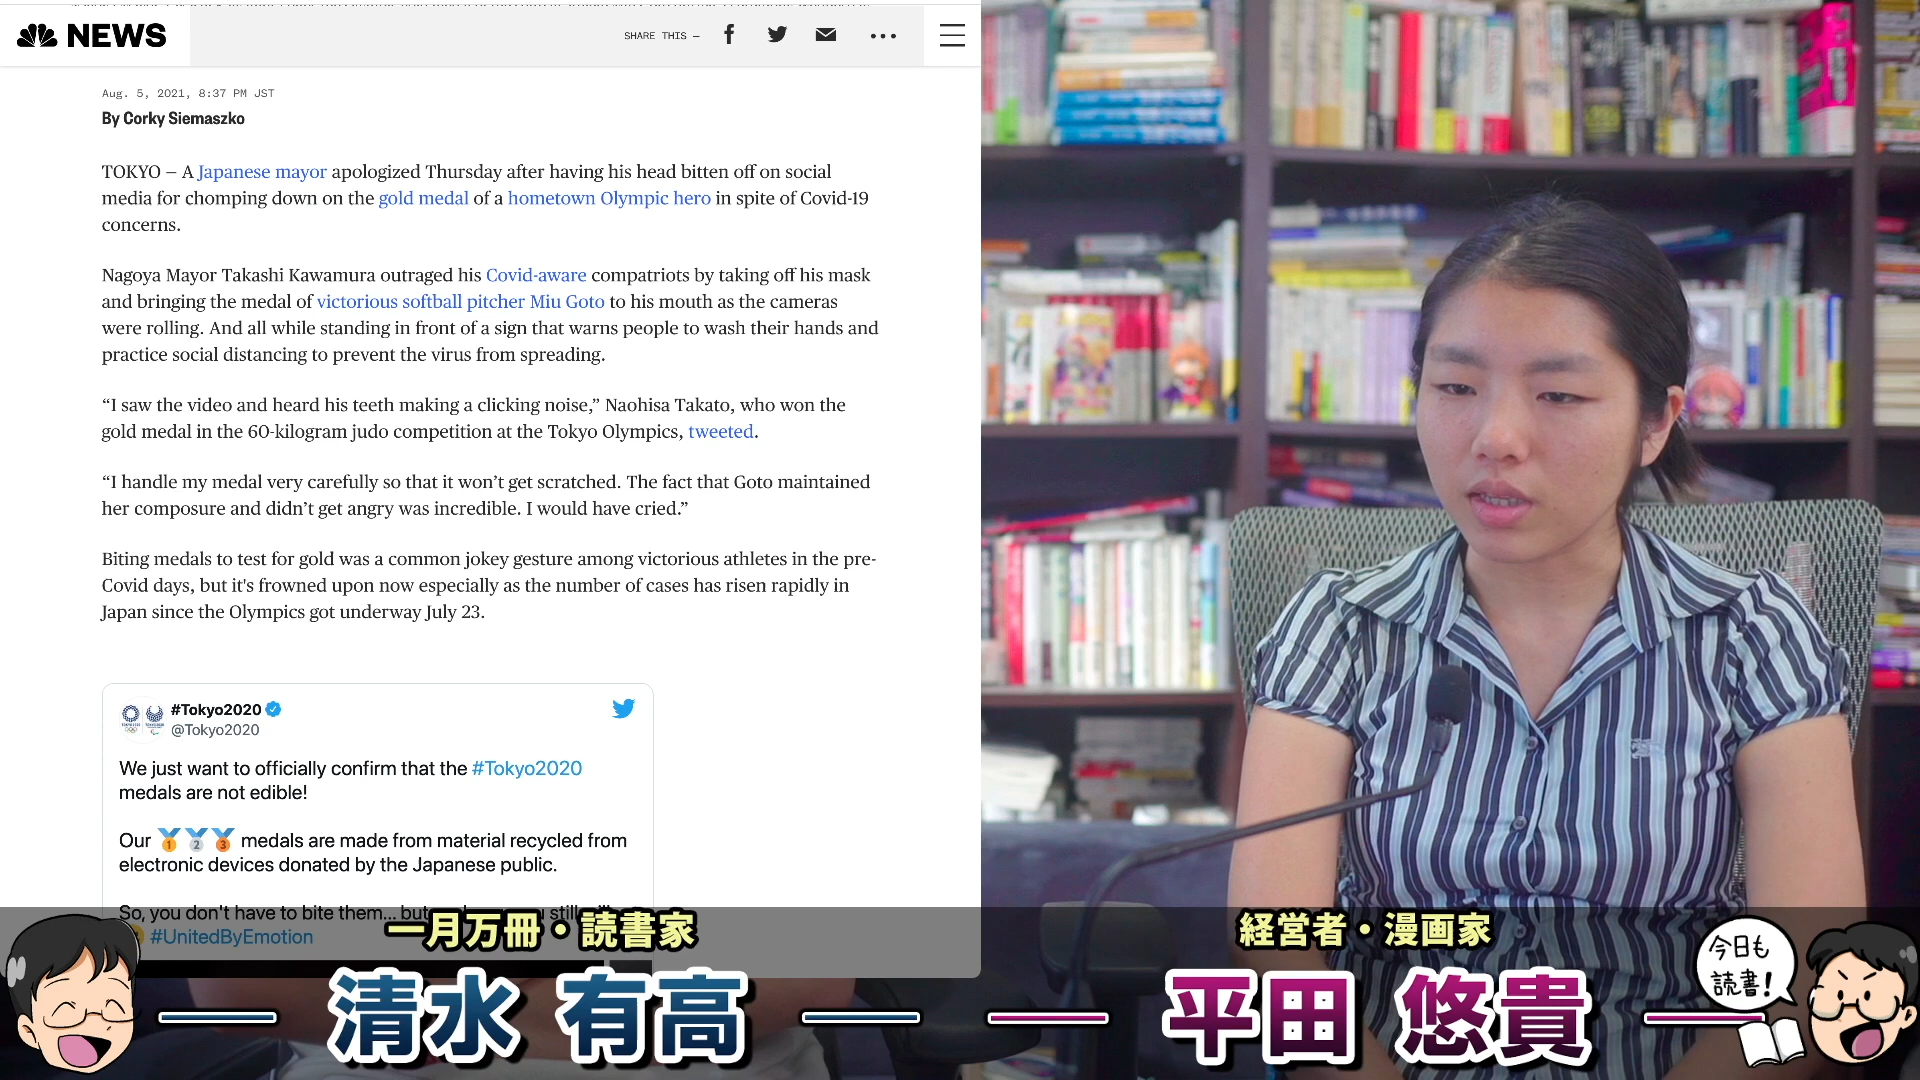 NEWS
SHARE THIS —
Aug. 5, 2021, 8:37 PM JST
By Corky Siemaszko
TOKYO — A Japanese mayor apologized Thursday after having his head bitten off on social
media for chomping down on the gold medal of a hometown Olympic hero in spite of Covid-19
concerns.
Nagoya Mayor Takashi Kawamura outraged his Covid-aware compatriots by taking off his mask
and bringing the medal of victorious softball pitcher Miu Goto to his mouth as the cameras
were rolling. And all while standing in front of a sign that warns people to wash their hands and
practice social distancing to prevent the virus from spreading.
“I saw the video and heard his teeth making a clicking noise,” Naohisa Takato, who won the
gold medal in the 60-kilogram judo competition at the Tokyo Olympics, tweeted.
“I handle my medal very carefully so that it won’t get scratched. The fact that Goto maintained
her composure and didn’t get angry was incredible. I would have cried.”
Biting medals to test for gold was a common jokey gesture among victorious athletes in the pre-
Covid days, but it's frowned upon now especially as the number of cases has risen rapidly in
Japan since the Olympics got underway July 23.
#Tokyo2020
@Tokyo2020
We just want to officially confirm that the #Tokyo2020
medals are not edible!
Our 🥇🥈🥉 medals are made from material recycled from
electronic devices donated by the Japanese public.
So, you don't have to bite them... but
#UnitedByEmotion
一月万冊・読書家
清水 有高
経営者・漫画家
平田 悠貴
今日も
読書!